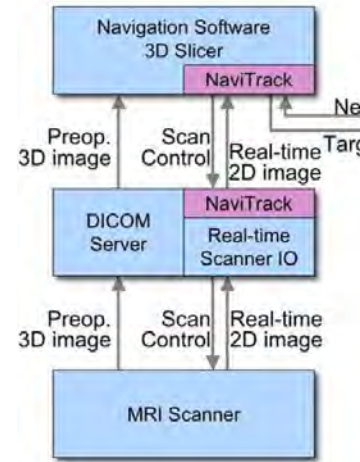 Navigation Software
3D Slicer
NaviTrack
Preop.
3D image
Scan
Control
Real-time
2D image
DICOM
Server
NaviTrack
Real-time
Scanner IO
Preop.
3D image
Scan
Control
Real-time
2D image
MRI Scanner